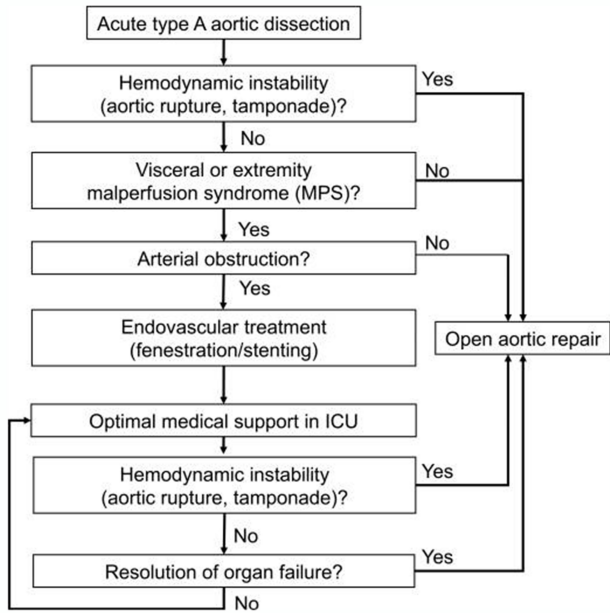 Acute type A aortic dissection
Hemodynamic instability
(aortic rupture, tamponade)?
Yes
No
Visceral or extremity
malperfusion syndrome (MPS)?
No
Yes
Arterial obstruction?
No
Yes
Endovascular treatment
(fenestration/stenting)
Open aortic repair
Optimal medical support in ICU
Hemodynamic instability
(aortic rupture, tamponade)?
Yes
No
Resolution of organ failure?
Yes
No